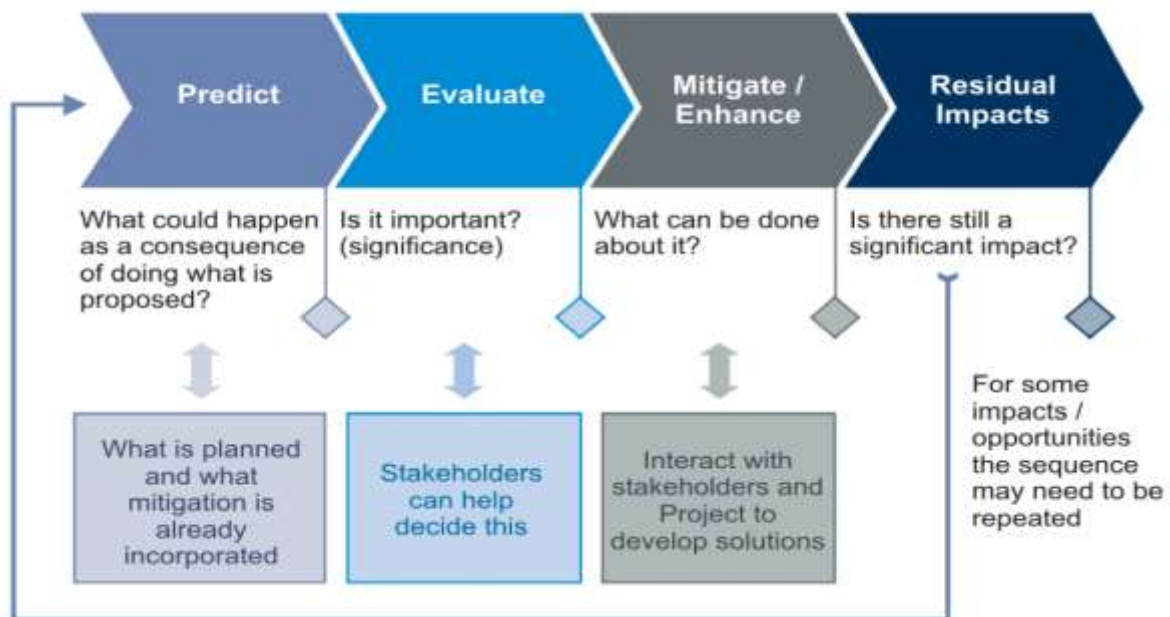 Predict
Evaluate
Mitigate /
Enhance
Residual
Impacts
What could happen
as a consequence
of doing what is
proposed?
Is it important?
(significance)
What can be done
about it?
Is there still a
significant impact?
What is planned
and what
mitigation is
already
incorporated
Stakeholders
can help
decide this
Interact with
stakeholders and
Project to
develop solutions
For some
impacts /
opportunities
the sequence
may need to be
repeated